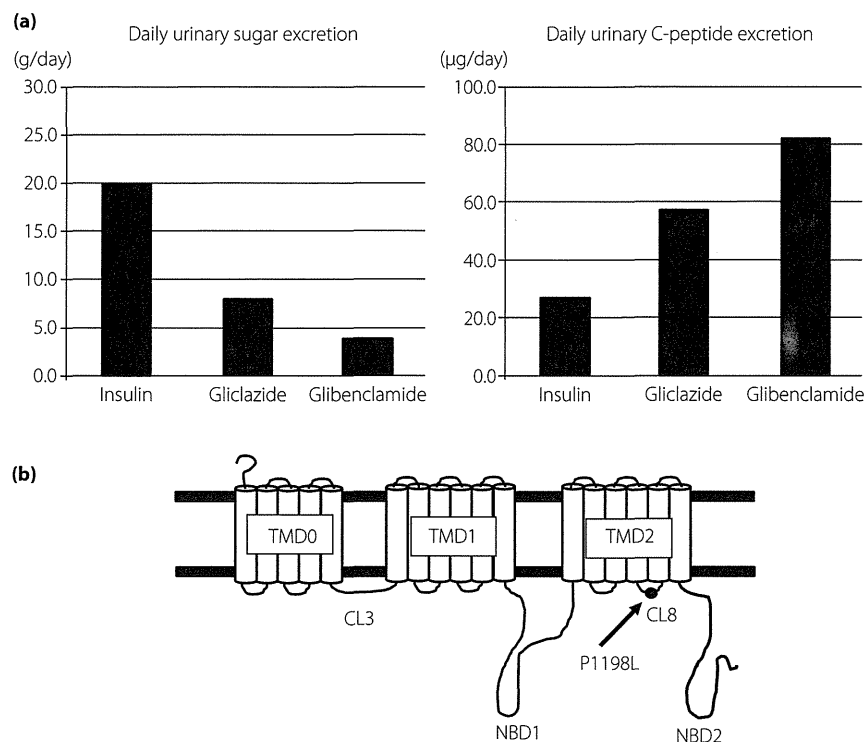 (a)
Daily urinary sugar excretion
(g/day)
30.0
25.0
20.0
15.0
10.0
5.0
0.0
Insulin Gliclazide Glibenclamide
Daily urinary C-peptide excretion
(μg/day)
100.0
80.0
60.0
40.0
20.0
0.0
Insulin Gliclazide Glibenclamide
(b)
TMD0 TMD1 TMD2
CL3 CL8
P1198L
NBD1 NBD2